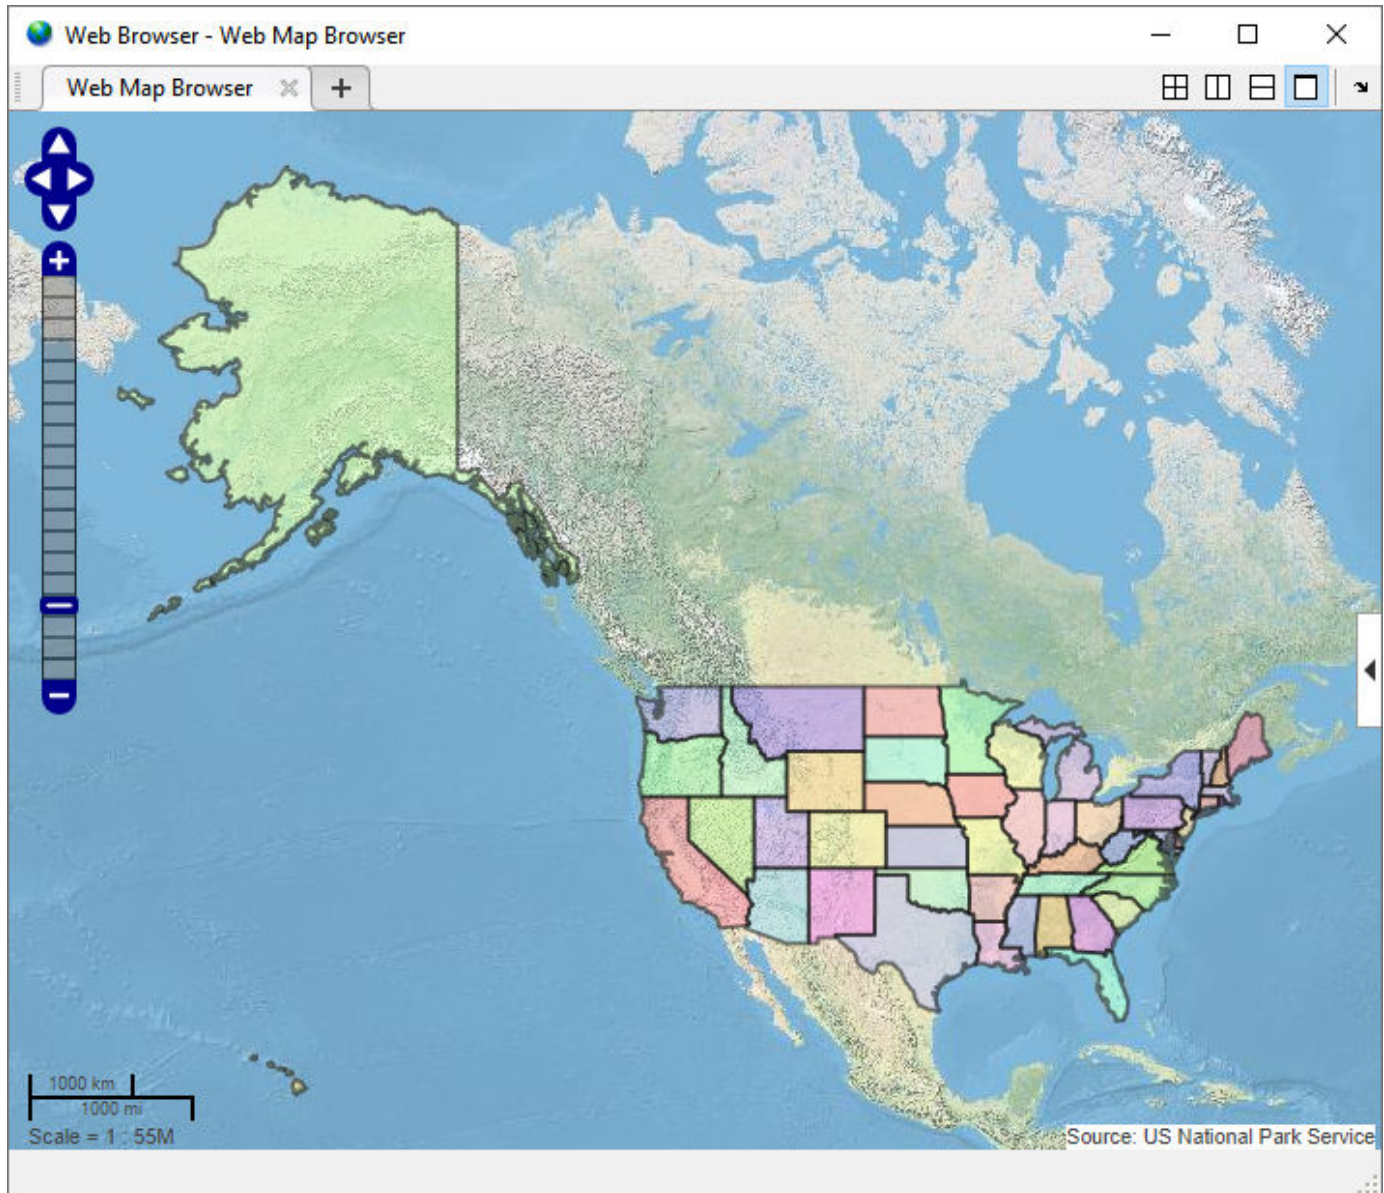 Web Browser - Web Map Browser
Web Map Browser
1000 km
1000 mi
Scale = 1 : 55M
Source: US National Park Service